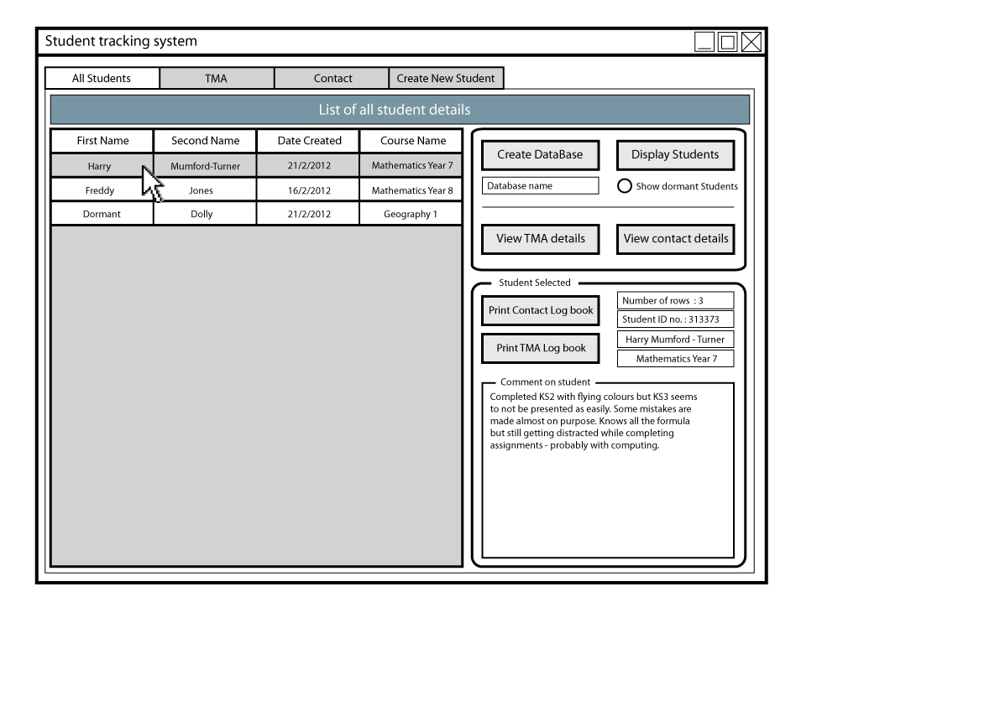 Student tracking system
All Students TMA Contact Create New Student
List of all student details
First Name Second Name Date Created Course Name
Harry Mumford-Turner 21/2/2012 Mathematics Year 7
Freddy Jones 16/2/2012 Mathematics Year 8
Dormant Dolly 21/2/2012 Geography 1
Create DataBase Display Students
Database name Show dormant Students
View TMA details View contact details
Student Selected
Print Contact Log book
Print TMA Log book
Number of rows : 3
Student ID no. : 313373
Harry Mumford - Turner
Mathematics Year 7
Comment on student
Completed KS2 with flying colours but KS3 seems
to not be presented as easily. Some mistakes are
made almost on purpose. Knows all the formula
but still getting distracted while completing
assignments - probably with computing.